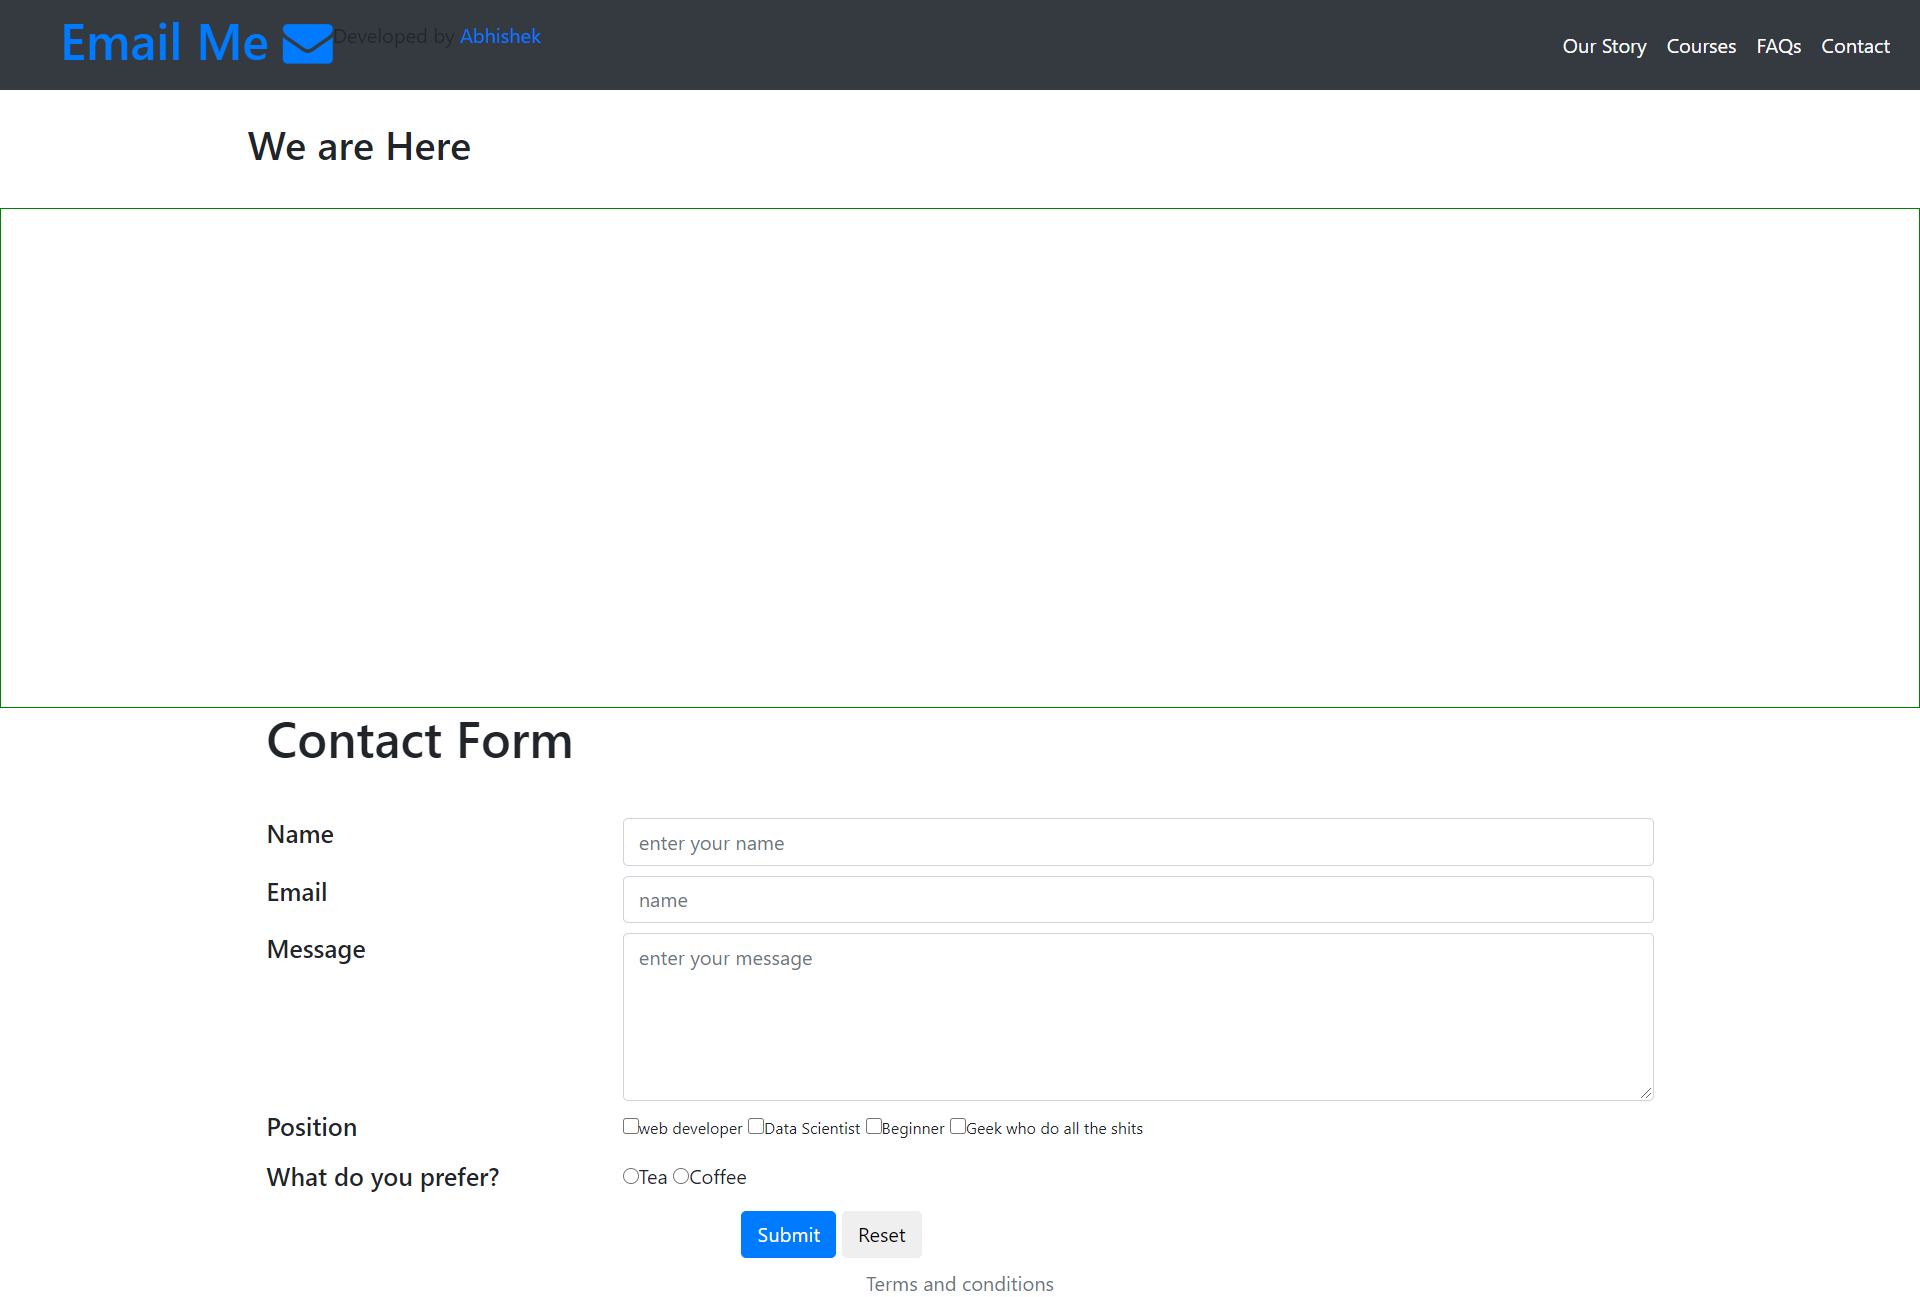 Email Me Developed by Abhishek Our Story Courses FAQs Contact
We are Here
Contact Form
Name enter your name
Email name
Message enter your message
Position web developer Data Scientist Beginner Geek who do all the shits
What do you prefer? Tea Coffee
Submit Reset
Terms and conditions